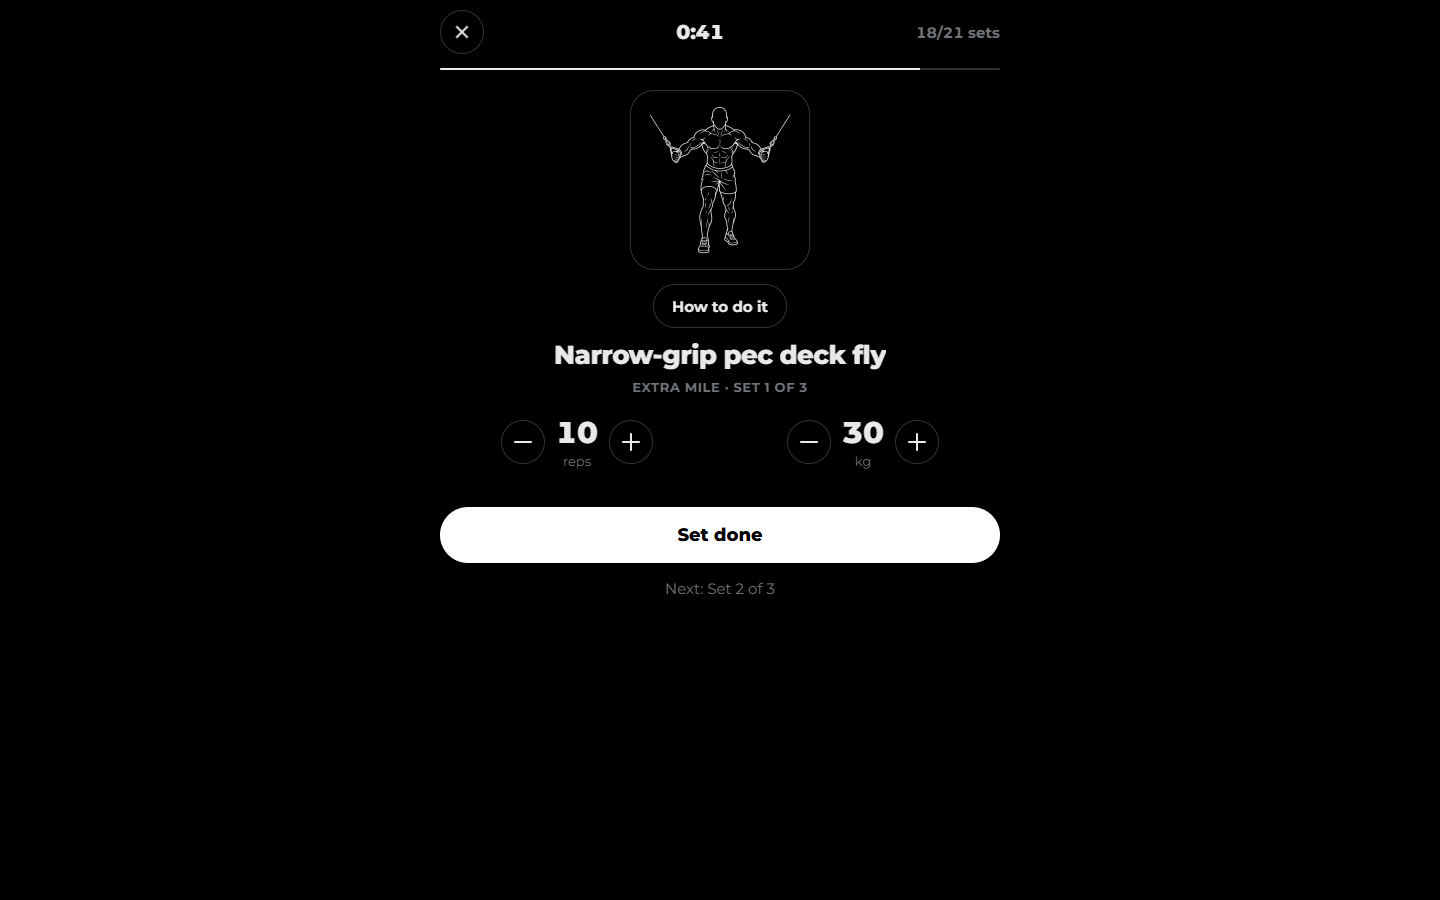 0:41
18/21 sets
How to do it
Narrow-grip pec deck fly
EXTRA MILE · SET 1 OF 3
10
reps
30
kg
Set done
Next: Set 2 of 3